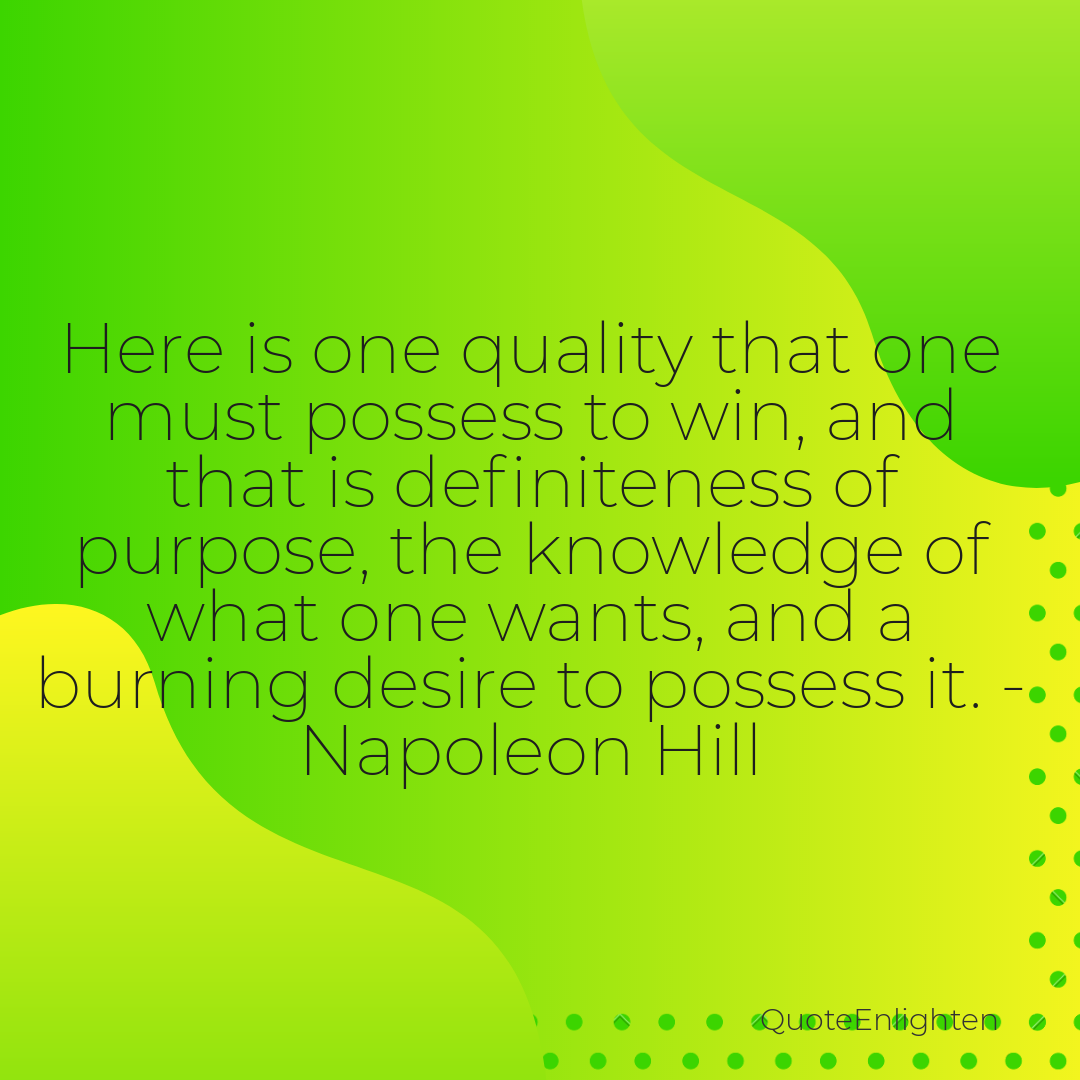 Here is one quality that one
must possess to win, and
that is definiteness of
purpose, the knowledge of
what one wants, and a
burning desire to possess it. -
Napoleon Hill
QuoteEnlighten